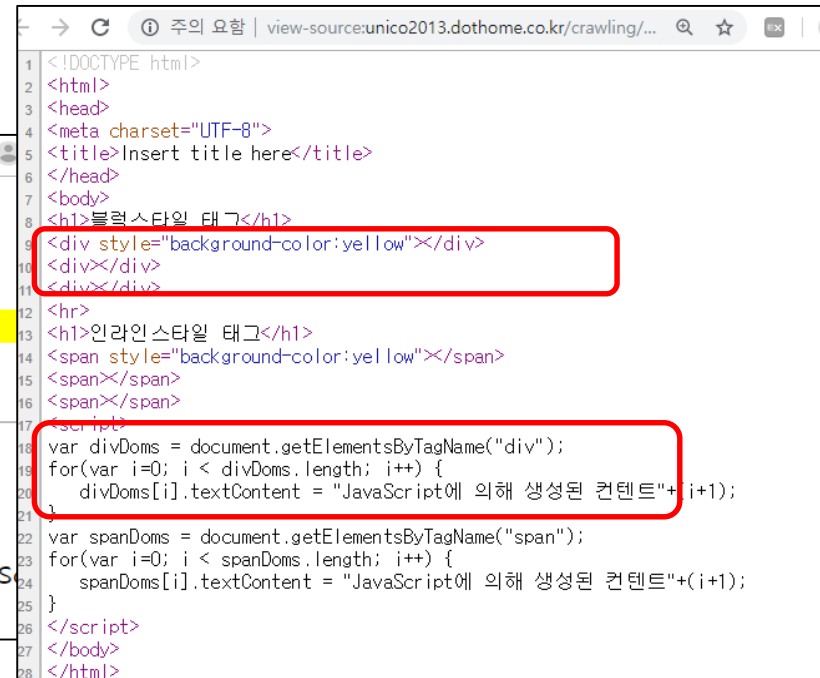 주의 요함 | view-source:unico2013.dothome.co.kr/crawling/...
1 <!DOCTYPE html>
2 <html>
3 <head>
4 <meta charset="UTF-8">
5 <title>Insert title here</title>
6 </head>
7 <body>
8 <h1>블럭스타일 태그</h1>
9 <div style="background-color:yellow"></div>
10 <div></div>
11 <div></div>
12 <hr>
13 <h1>인라인스타일 태그</h1>
14 <span style="background-color:yellow"></span>
15 <span></span>
16 <span></span>
17 <script>
18 var divDoms = document.getElementsByTagName("div");
19 for(var i=0; i < divDoms.length; i++) {
20 divDoms[i].textContent = "JavaScript에 의해 생성된 컨텐트"+(i+1);
21 }
22 var spanDoms = document.getElementsByTagName("span");
23 for(var i=0; i < spanDoms.length; i++) {
24 spanDoms[i].textContent = "JavaScript에 의해 생성된 컨텐트"+(i+1);
25 }
26 </script>
27 </body>
28 </html>